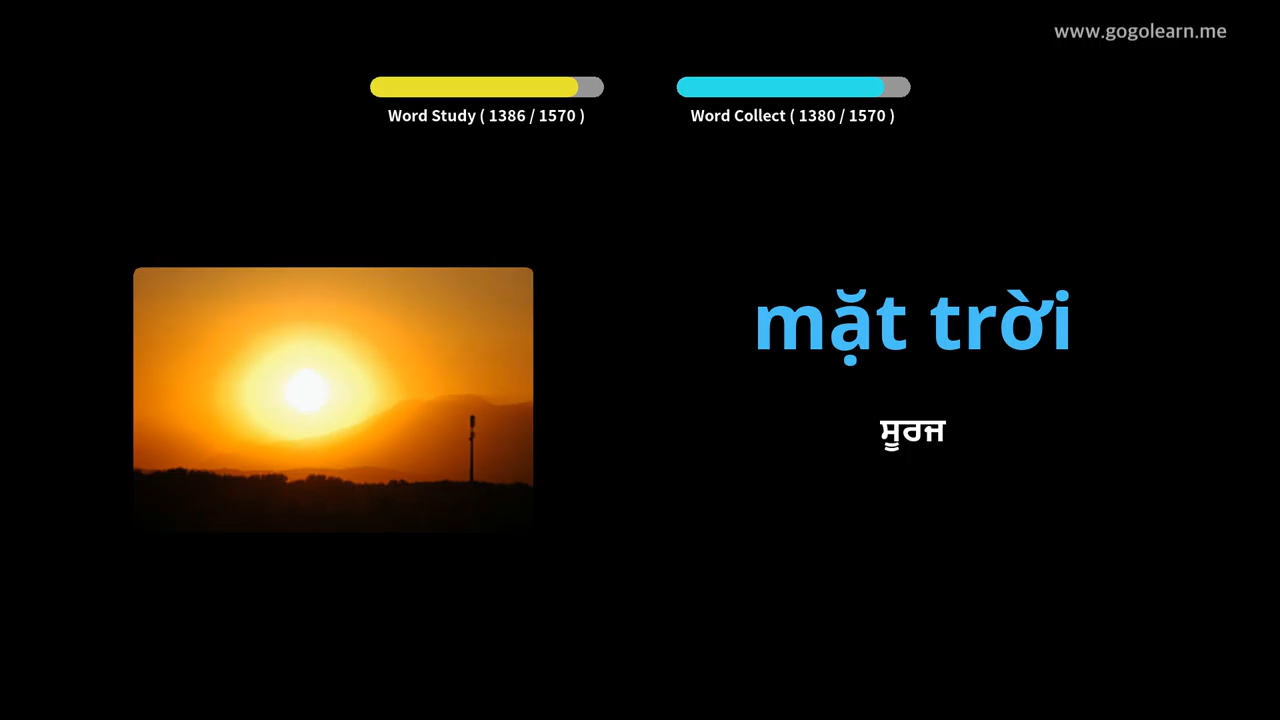 www.gogolearn.me
Word Study ( 1386 / 1570 )
Word Collect ( 1380 / 1570 )
mặt trời
ਸੂਰਜ